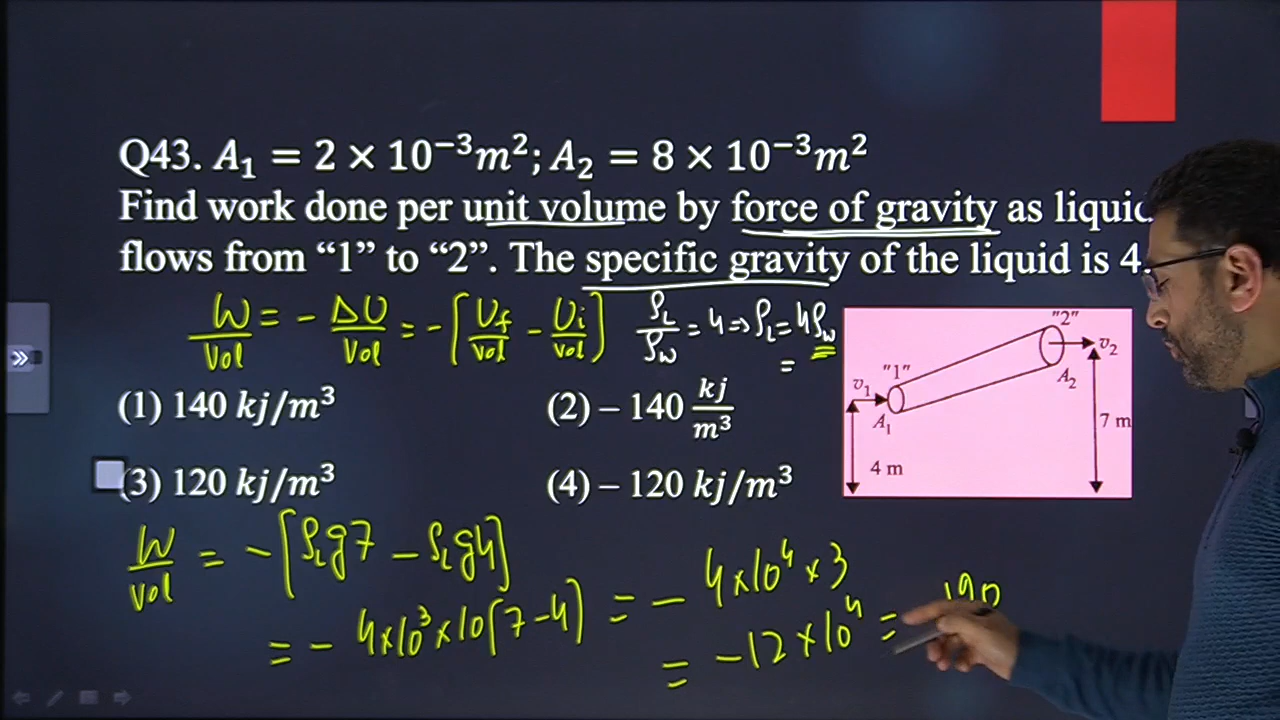 Q43. A₁ = 2 × 10⁻³m²; A₂ = 8 × 10⁻³m²
Find work done per unit volume by force of gravity as liquid
flows from “1” to “2”. The specific gravity of the liquid is 4.
W/Vol = - ΔU/Vol = - [Uf/vol - Ui/vol] ρL/ρw = 4 ⇒ ρL = 4ρw
(1) 140 kj/m³
(2) – 140 kj/m³
(3) 120 kj/m³
(4) – 120 kj/m³
"2"
v₂
"1"
v₁
A₂
A₁
7 m
4 m
W/vol = - [ρLg7 - ρLg4]
= - 4×10³×10(7-4) = - 4×10⁴×3
= -12×10⁴ =